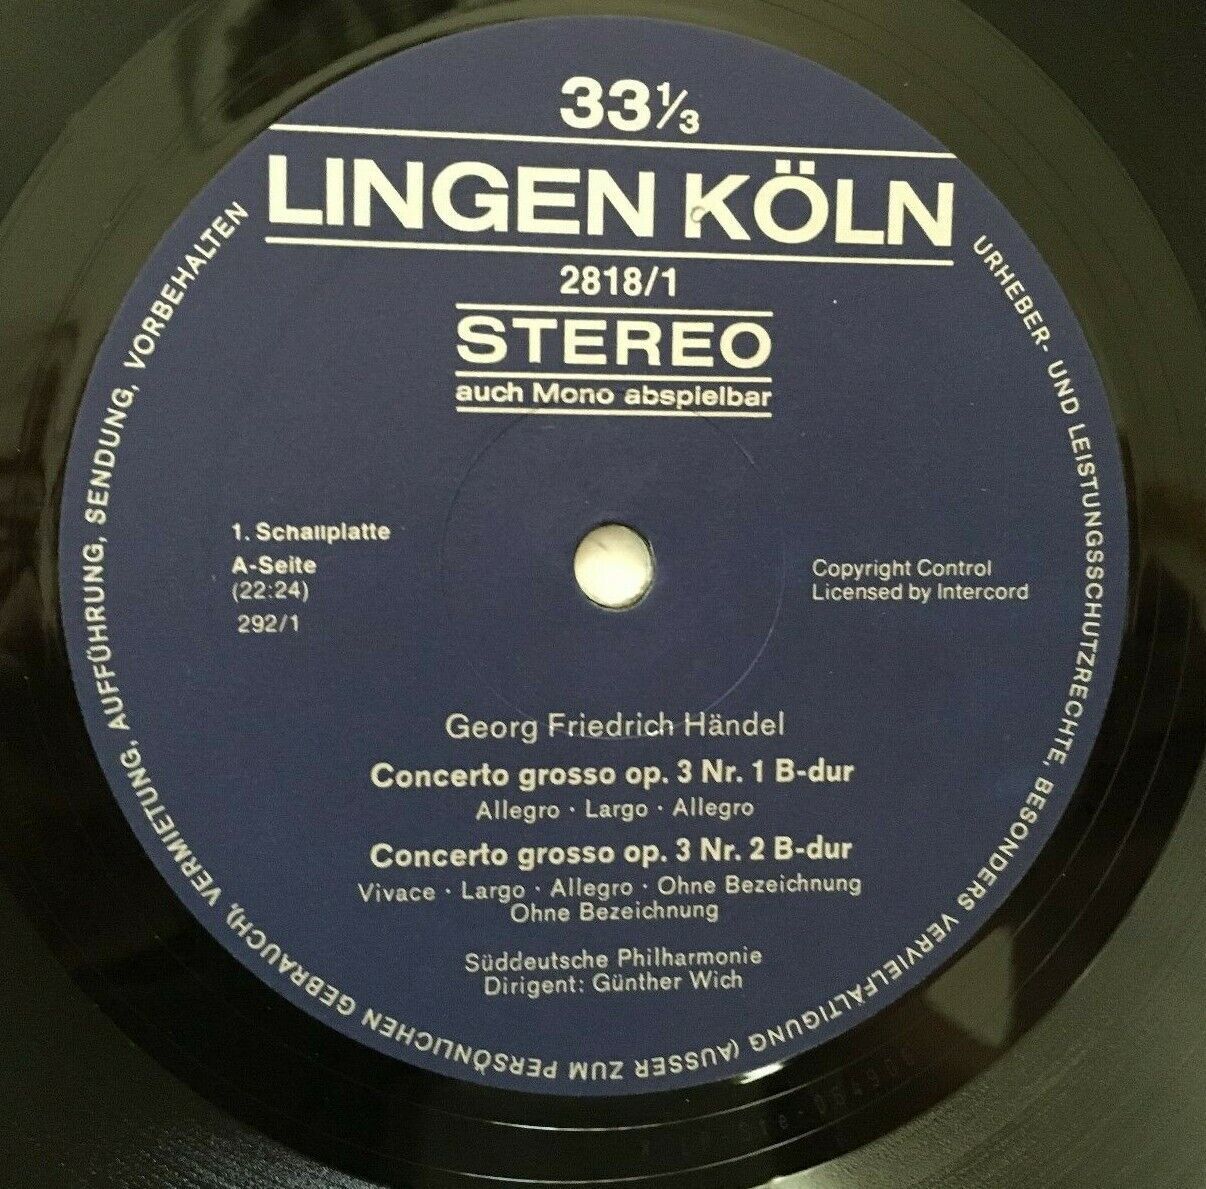 33 1/3
LINGEN KÖLN
2818/1
STEREO
auch Mono abspielbar
1. Schallplatte
A-Seite
(22:24)
292/1
Copyright Control
Licensed by Intercord
Georg Friedrich Händel
Concerto grosso op. 3 Nr. 1 B-dur
Allegro · Largo · Allegro
Concerto grosso op. 3 Nr. 2 B-dur
Vivace · Largo · Allegro · Ohne Bezeichnung
Ohne Bezeichnung
Süddeutsche Philharmonie
Dirigent: Günther Wich
URHEBER- UND LEISTUNGSSCHUTZRECHTE, BESONDERS VERVIELFÄLTIGUNG (AUSSER ZUM PERSÖNLICHEN GEBRAUCH), VERMIETUNG, AUFFÜHRUNG, SENDUNG, VORBEHALTEN